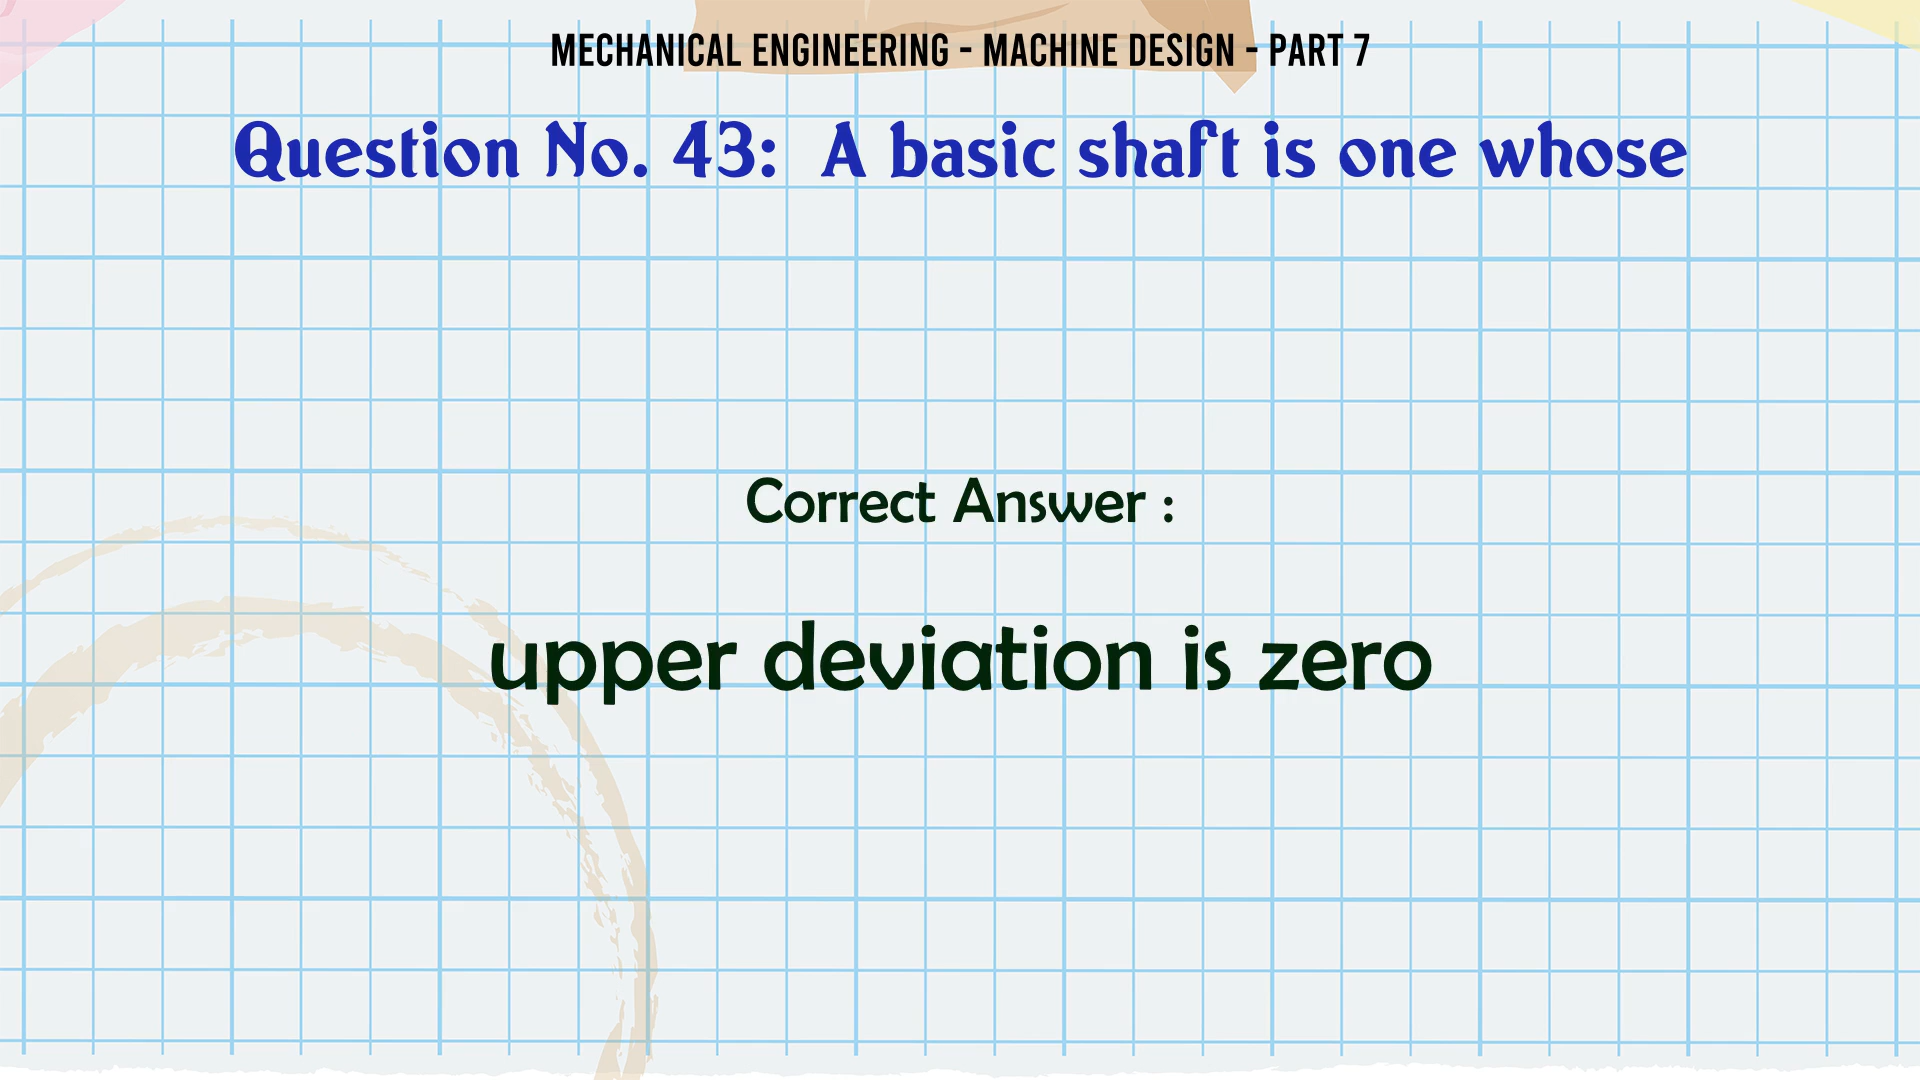 MECHANICAL ENGINEERING - MACHINE DESIGN - PART 7
Question No. 43: A basic shaft is one whose
Correct Answer :
upper deviation is zero